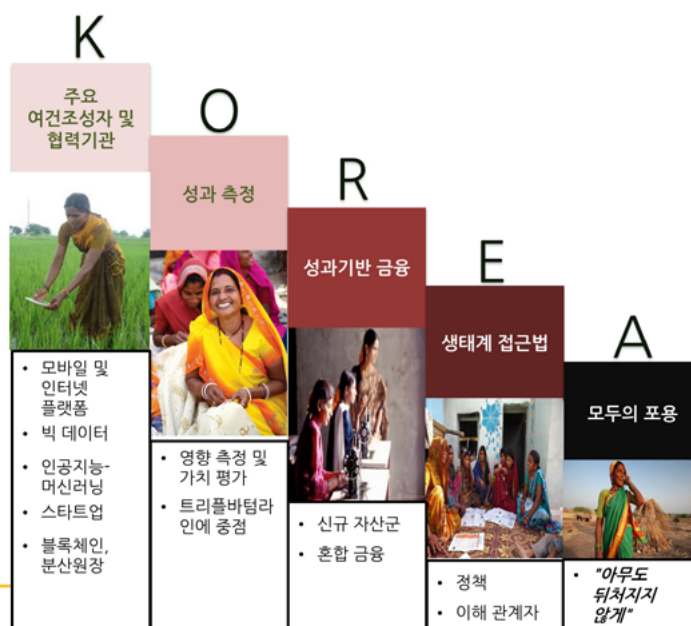 K
주요
여건조성자 및
협력기관
• 모바일 및
인터넷
플랫폼
• 빅 데이터
• 인공지능-
머신러닝
• 스타트업
• 블록체인,
분산원장
O
성과 측정
• 영향 측정 및
가치 평가
• 트리플바텀라
인에 중점
R
성과기반 금융
• 신규 자산군
• 혼합 금융
E
생태계 접근법
• 정책
• 이해 관계자
A
모두의 포용
• "아무도
뒤처지지
않게"